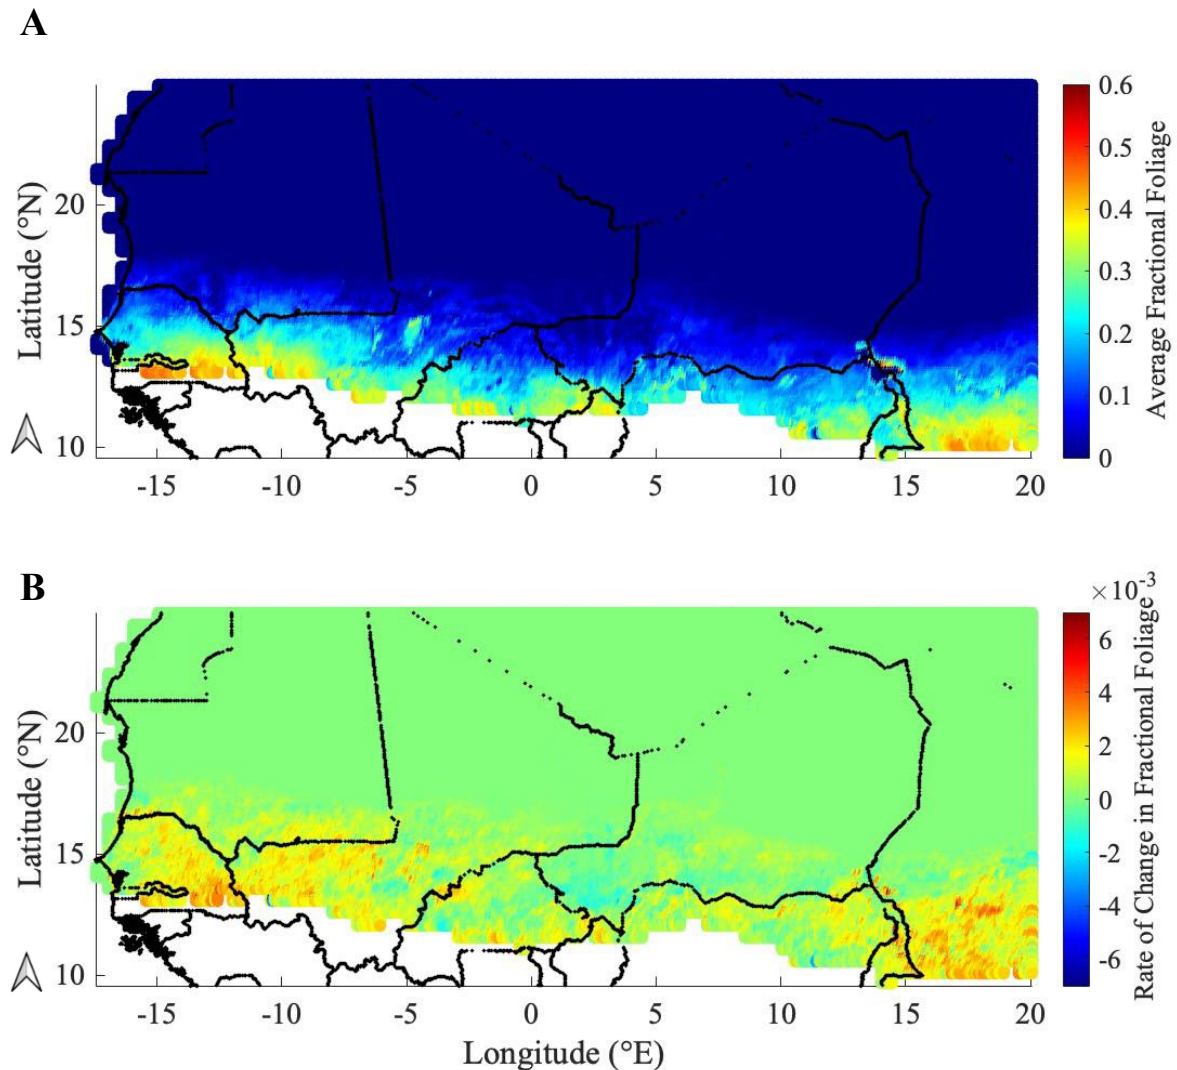 A
20
15
10
Latitude (°N)
-15 -10 -5 0 5 10 15 20
0.6
0.5
0.4
0.3
0.2
0.1
0
Average Fractional Foliage
B
20
15
10
Latitude (°N)
-15 -10 -5 0 5 10 15 20
Longitude (°E)
×10⁻³
6
4
2
0
-2
-4
-6
Rate of Change in Fractional Foliage